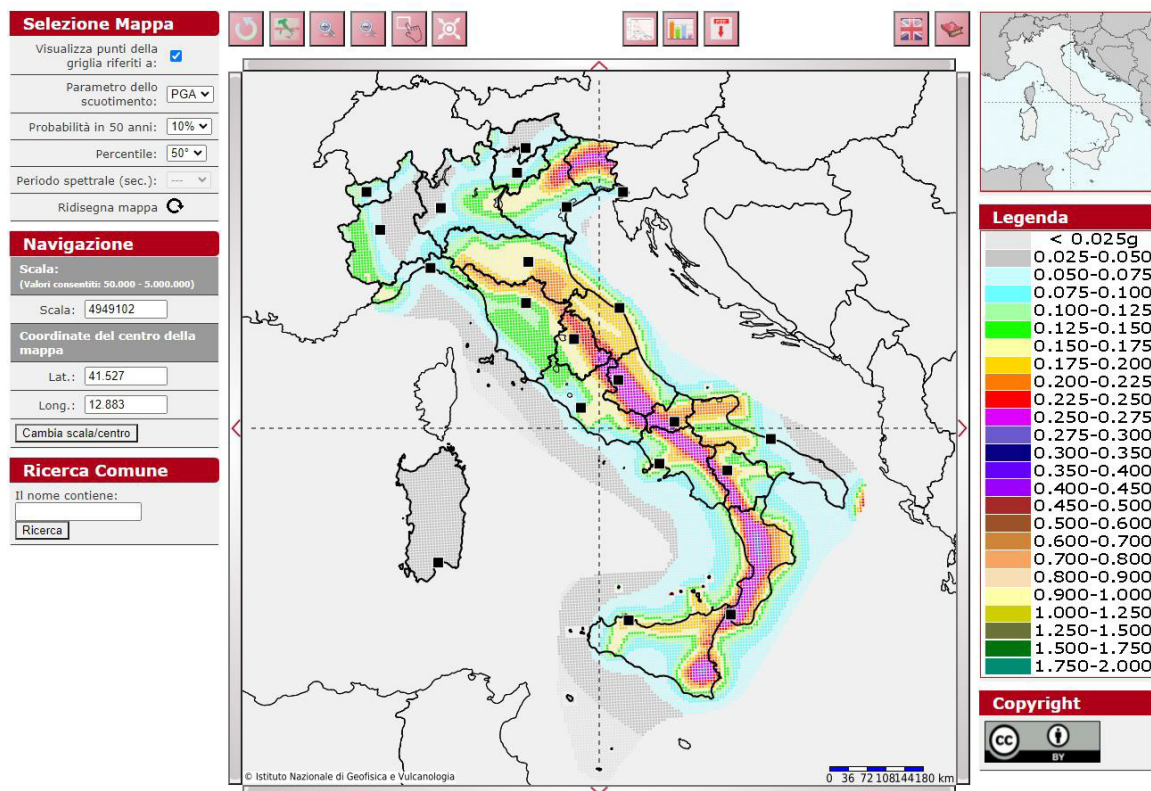 Selezione Mappa
Visualizza punti della
griglia riferiti a:
Parametro dello
scuotimento: PGA
Probabilità in 50 anni: 10%
Percentile: 50°
Periodo spettrale (sec.): ---
Ridisegna mappa
Navigazione
Scala:
(Valori consentiti: 50.000 - 5.000.000)
Scala: 4949102
Coordinate del centro della
mappa
Lat.: 41.527
Long.: 12.883
Cambia scala/centro
Ricerca Comune
Il nome contiene:
Ricerca
© Istituto Nazionale di Geofisica e Vulcanologia
0 36 72 108144180 km
Legenda
< 0.025g
0.025-0.050
0.050-0.075
0.075-0.100
0.100-0.125
0.125-0.150
0.150-0.175
0.175-0.200
0.200-0.225
0.225-0.250
0.250-0.275
0.275-0.300
0.300-0.350
0.350-0.400
0.400-0.450
0.450-0.500
0.500-0.600
0.600-0.700
0.700-0.800
0.800-0.900
0.900-1.000
1.000-1.250
1.250-1.500
1.500-1.750
1.750-2.000
Copyright
cc
BY